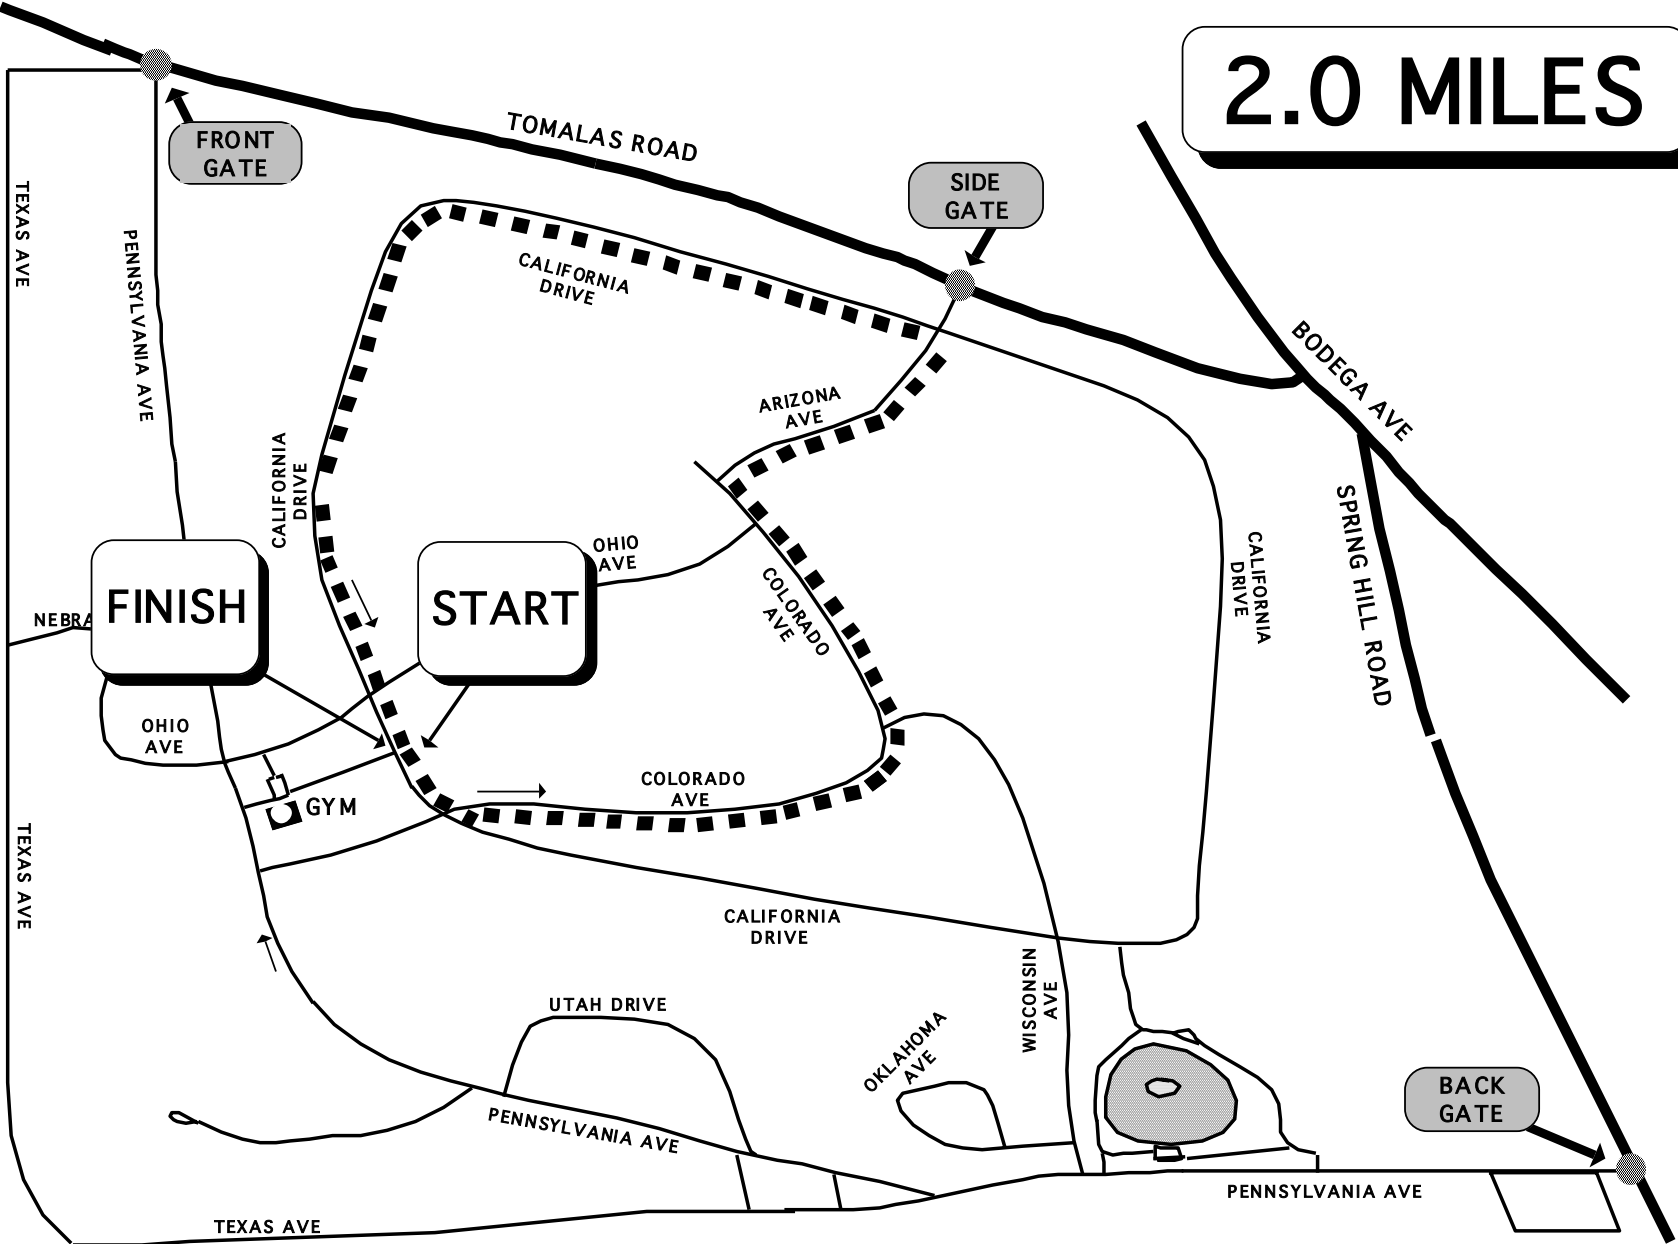 2.0 MILES
TOMALAS ROAD
FRONT
GATE
SIDE
GATE
TEXAS AVE
PENNSYLVANIA AVE
CALIFORNIA
DRIVE
BODEGA AVE
ARIZONA
AVE
CALIFORNIA
DRIVE
SPRING HILL ROAD
OHIO
AVE
CALIFORNIA
DRIVE
COLORADO
AVE
NEBRA
FINISH
START
OHIO
AVE
COLORADO
AVE
GYM
TEXAS AVE
CALIFORNIA
DRIVE
WISCONSIN
AVE
UTAH DRIVE
OKLAHOMA
AVE
BACK
GATE
PENNSYLVANIA AVE
PENNSYLVANIA AVE
TEXAS AVE